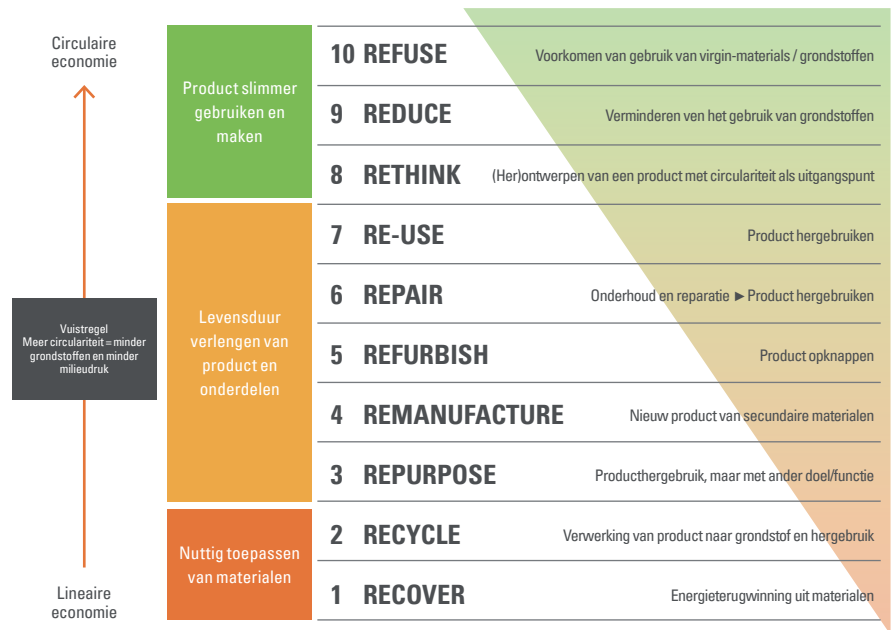 Circulaire
economie
Vuistregel
Meer circulariteit = minder
grondstoffen en minder
milieudruk
Lineaire
economie
Product slimmer
gebruiken en
maken
10 REFUSE
Voorkomen van gebruik van virgin-materials / grondstoffen
9 REDUCE
Verminderen ven het gebruik van grondstoffen
8 RETHINK
(Her)ontwerpen van een product met circulariteit als uitgangspunt
Levensduur
verlengen van
product en
onderdelen
7 RE-USE
Product hergebruiken
6 REPAIR
Onderhoud en reparatie ► Product hergebruiken
5 REFURBISH
Product opknappen
4 REMANUFACTURE
Nieuw product van secundaire materialen
3 REPURPOSE
Producthergebruik, maar met ander doel/functie
Nuttig toepassen
van materialen
2 RECYCLE
Verwerking van product naar grondstof en hergebruik
1 RECOVER
Energieterugwinning uit materialen